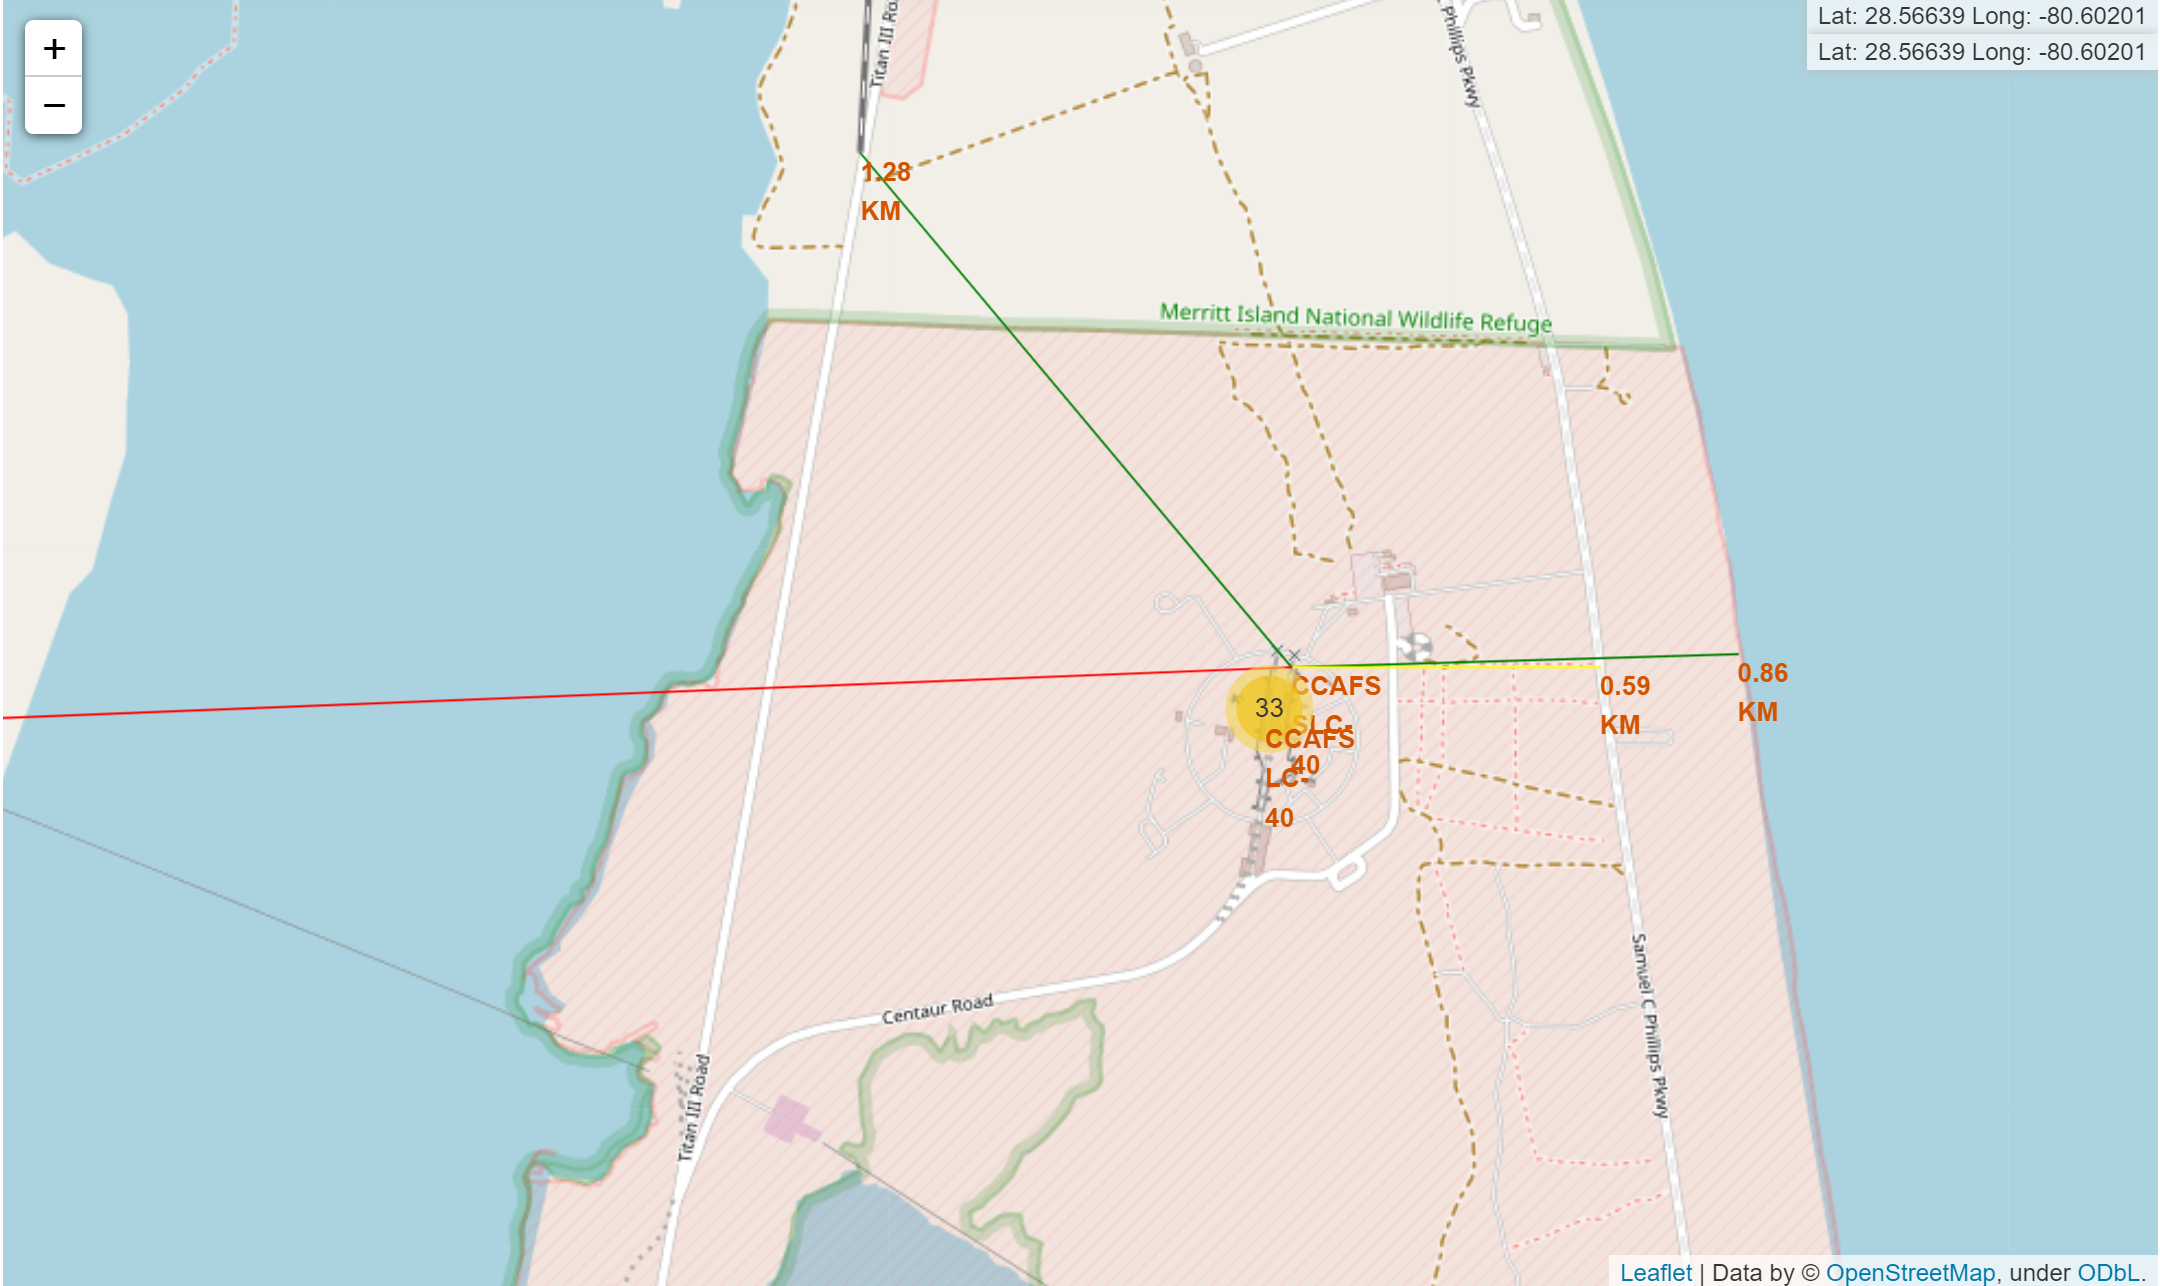 +
−
Lat: 28.56639 Long: -80.60201
Lat: 28.56639 Long: -80.60201
Titan III Ro
Phillips Pkwy
1.28
KM
Merritt Island National Wildlife Refuge
CCAFS
SLC-
40
33
CCAFS
LC-
40
0.59
KM
0.86
KM
Centaur Road
Titan III Road
Samuel C Phillips Pkwy
Leaflet | Data by © OpenStreetMap, under ODbL.